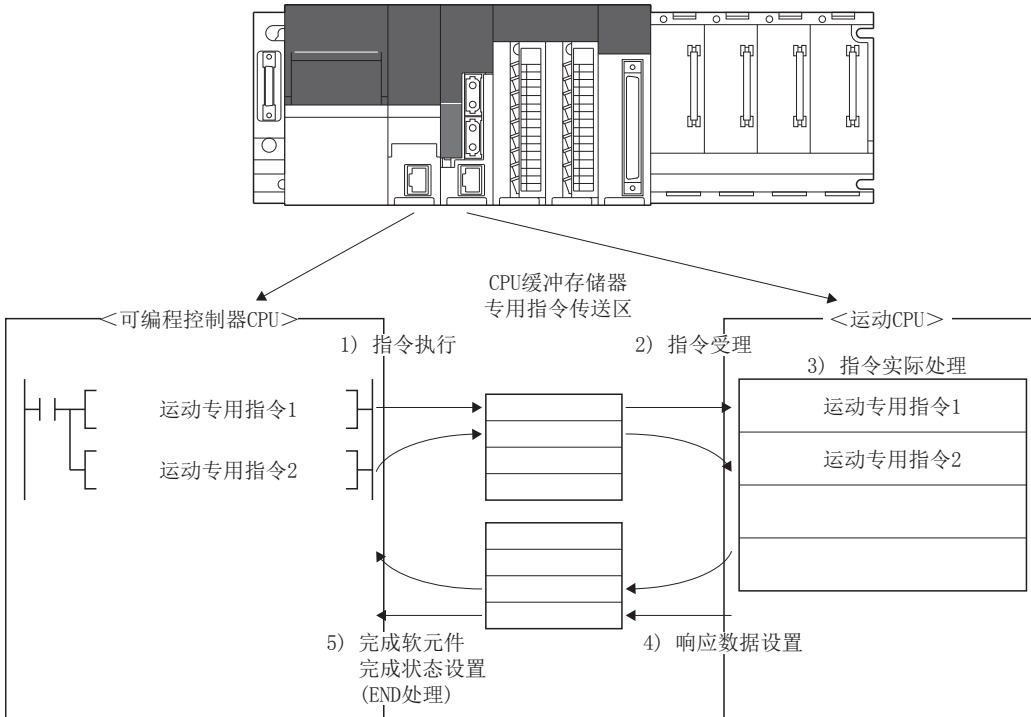 CPU缓冲存储器
专用指令传送区
＜可编程控制器CPU＞
＜运动CPU＞
1) 指令执行
2) 指令受理
3) 指令实际处理
运动专用指令1
运动专用指令1
运动专用指令2
运动专用指令2
5) 完成软元件
完成状态设置
(END处理)
4) 响应数据设置